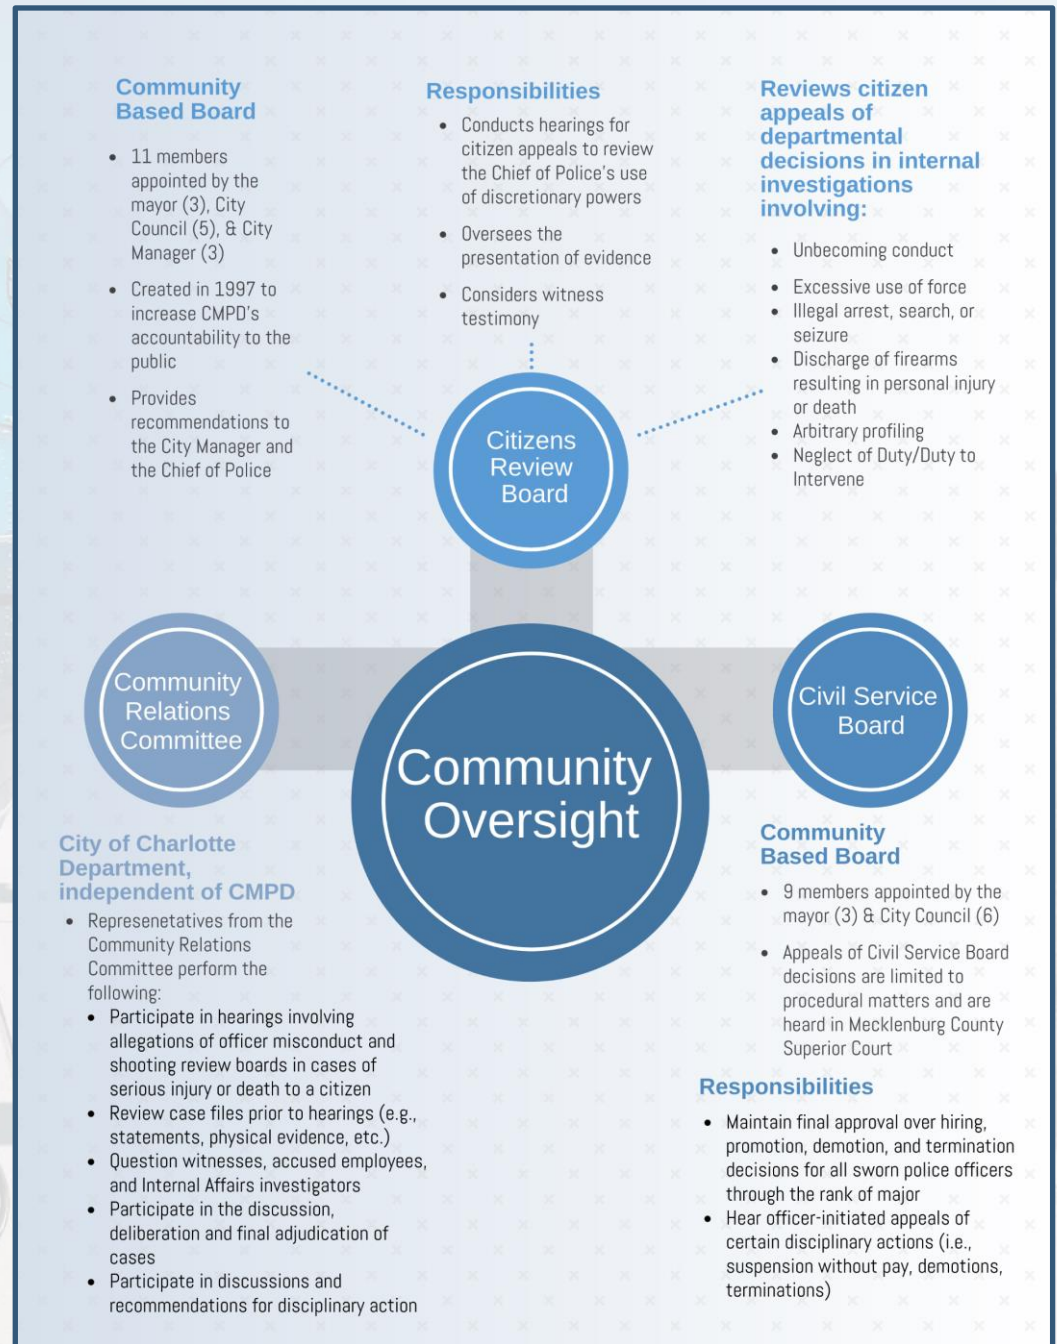 Community
Based Board
• 11 members
appointed by the
mayor (3), City
Council (5), & City
Manager (3)
• Created in 1997 to
increase CMPD's
accountability to the
public
• Provides
recommendations to
the City Manager and
the Chief of Police
Responsibilities
• Conducts hearings for
citizen appeals to review
the Chief of Police's use
of discretionary powers
• Oversees the
presentation of evidence
• Considers witness
testimony
Reviews citizen
appeals of
departmental
decisions in internal
investigations
involving:
• Unbecoming conduct
• Excessive use of force
• Illegal arrest, search, or
seizure
• Discharge of firearms
resulting in personal injury
or death
• Arbitrary profiling
• Neglect of Duty/Duty to
Intervene
Citizens
Review
Board
Community
Relations
Committee
Community
Oversight
Civil Service
Board
City of Charlotte
Department,
independent of CMPD
• Represenetatives from the
Community Relations
Committee perform the
following:
• Participate in hearings involving
allegations of officer misconduct and
shooting review boards in cases of
serious injury or death to a citizen
• Review case files prior to hearings (e.g.,
statements, physical evidence, etc.)
• Question witnesses, accused employees,
and Internal Affairs investigators
• Participate in the discussion,
deliberation and final adjudication of
cases
• Participate in discussions and
recommendations for disciplinary action
Community
Based Board
• 9 members appointed by the
mayor (3) & City Council (6)
• Appeals of Civil Service Board
decisions are limited to
procedural matters and are
heard in Mecklenburg County
Superior Court
Responsibilities
• Maintain final approval over hiring,
promotion, demotion, and termination
decisions for all sworn police officers
through the rank of major
• Hear officer-initiated appeals of
certain disciplinary actions (i.e.,
suspension without pay, demotions,
terminations)